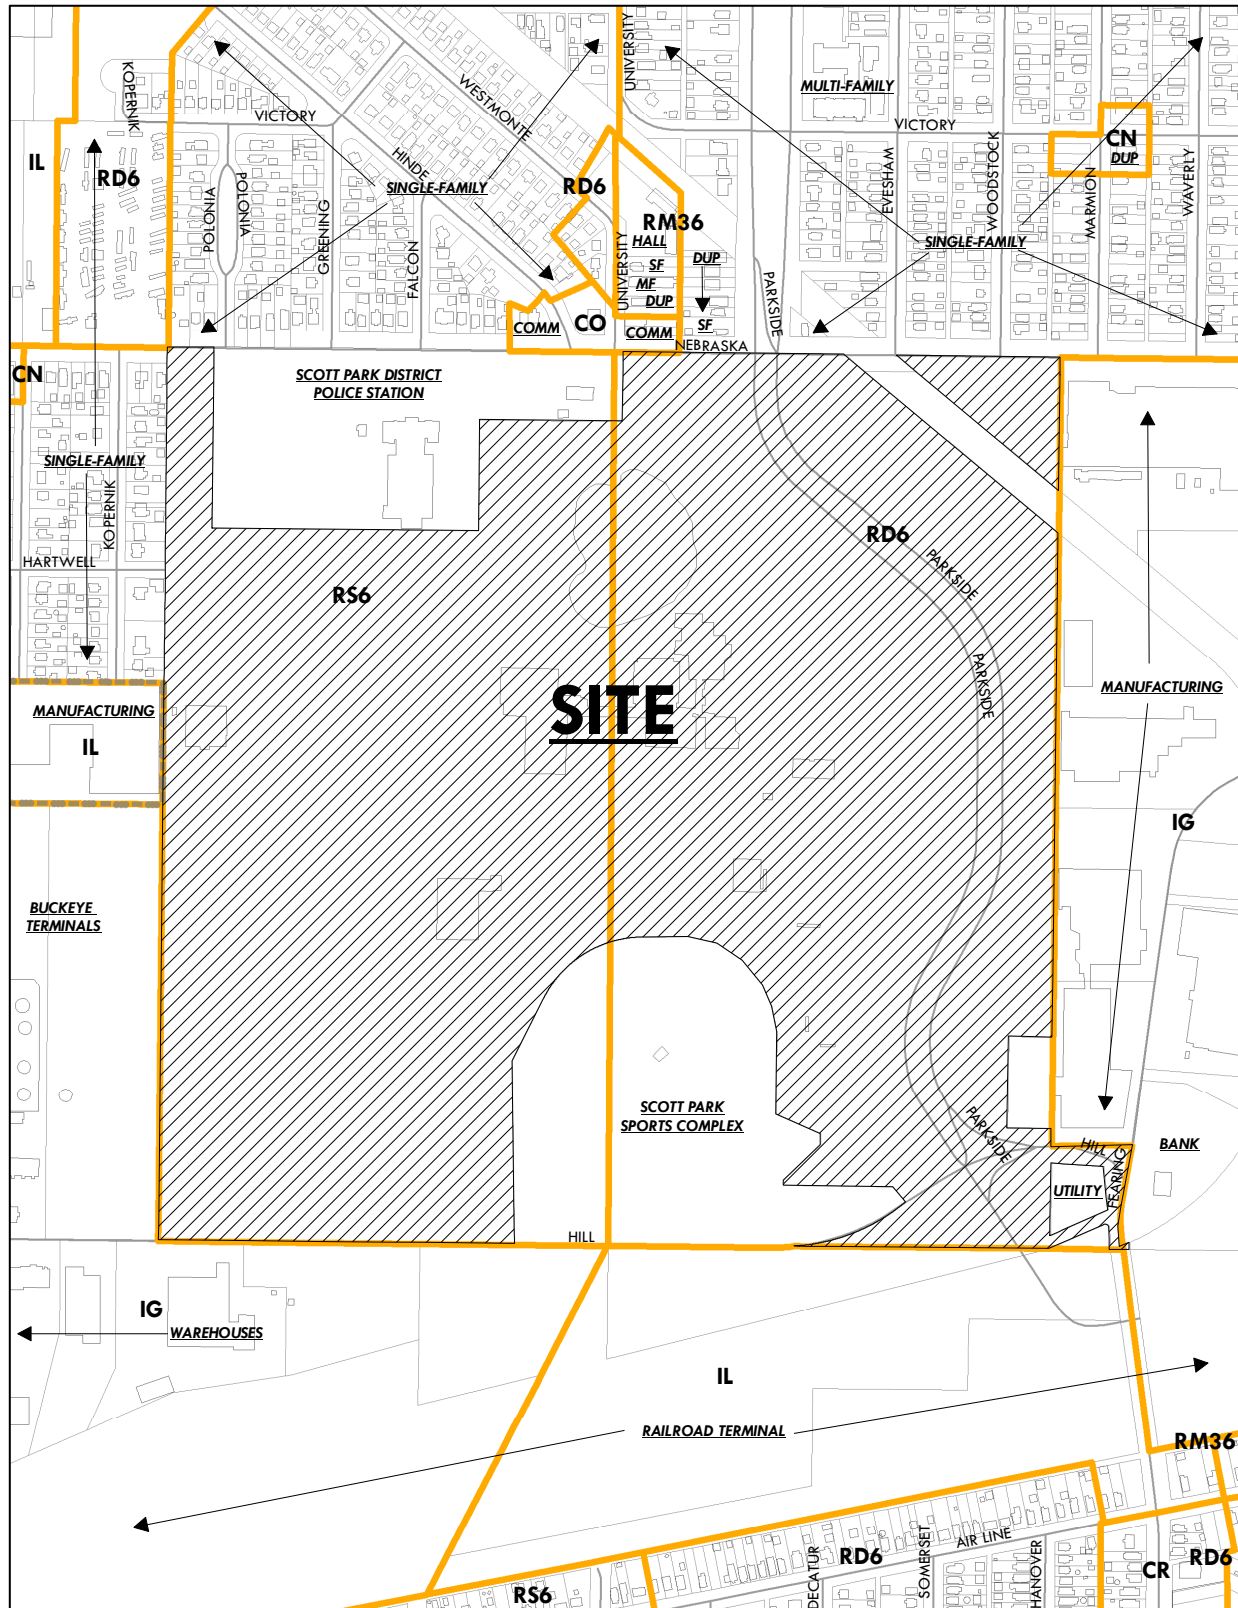 UNIVERSITY
KOPERNIK
WESTMONTE
VICTORY
MULTI-FAMILY
VICTORY
CN
DUP
IL
RD6
HINDE
SINGLE-FAMILY
RD6
EVESHAM
WOODSTOCK
MARMION
WAVERLY
POLONIA
POLONIA
GREENING
FALCON
UNIVERSITY
RM36
HALL
SF
MF
DUP
DUP
SINGLE-FAMILY
PARKSIDE
COMM
CO
COMM
SF
NEBRASKA
CN
SCOTT PARK DISTRICT
POLICE STATION
SINGLE-FAMILY
KOPERNIK
HARTWELL
RS6
RD6
PARKSIDE
PARKSIDE
SITE
MANUFACTURING
MANUFACTURING
IL
IG
BUCKEYE
TERMINALS
SCOTT PARK
SPORTS COMPLEX
PARKSIDE
HILL
BANK
UTILITY
FEARING
HILL
IG
WAREHOUSES
IL
RAILROAD TERMINAL
RM36
AIR LINE
DECATUR
RD6
SOMERSET
HANOVER
CR
RD6
RS6